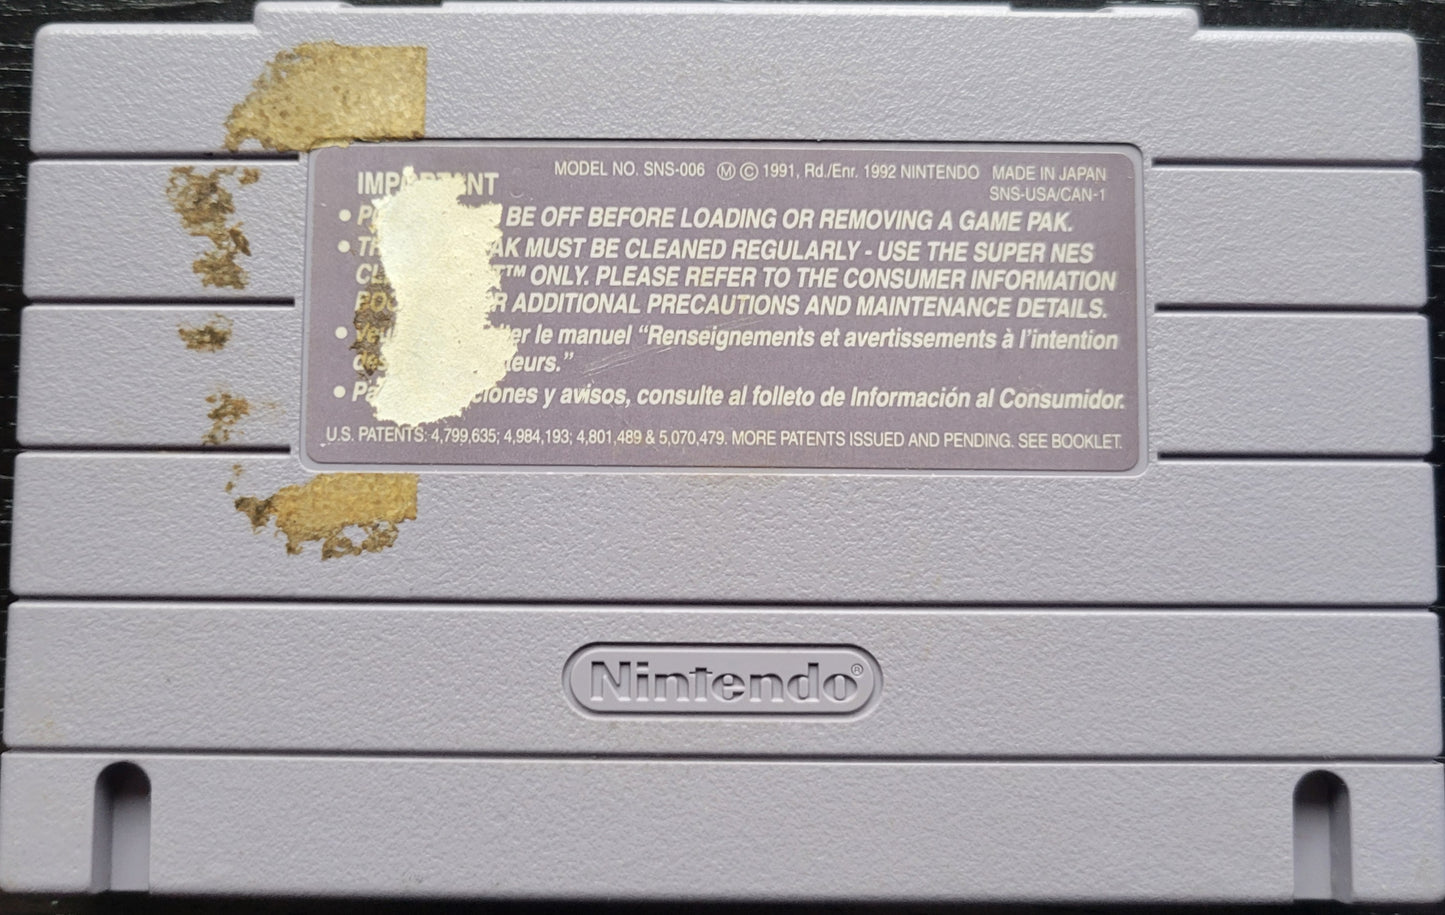 IMPORTANT
MODEL NO. SNS-006 Ⓜ © 1991, Rd./Enr. 1992 NINTENDO MADE IN JAPAN
SNS-USA/CAN-1
• BE OFF BEFORE LOADING OR REMOVING A GAME PAK.
• MUST BE CLEANED REGULARLY - USE THE SUPER NES
™ ONLY. PLEASE REFER TO THE CONSUMER INFORMATION
ADDITIONAL PRECAUTIONS AND MAINTENANCE DETAILS.
• le manuel “Renseignements et avertissements à l’intention
”
• y avisos, consulte al folleto de Información al Consumidor.
U.S. PATENTS: 4,799,635; 4,984,193; 4,801,489 & 5,070,479. MORE PATENTS ISSUED AND PENDING. SEE BOOKLET.
Nintendo®